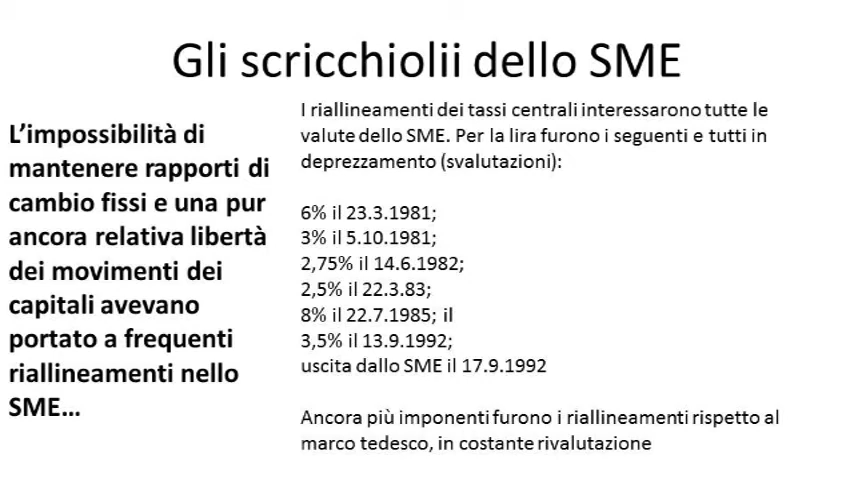 Gli scricchiolii dello SME
L'impossibilità di
mantenere rapporti di
cambio fissi e una pur
ancora relativa libertà
dei movimenti dei
capitali avevano
portato a frequenti
riallineamenti nello
SME...
I riallineamenti dei tassi centrali interessarono tutte le
valute dello SME. Per la lira furono i seguenti e tutti in
deprezzamento (svalutazioni):
6% il 23.3.1981;
3% il 5.10.1981;
2,75% il 14.6.1982;
2,5% il 22.3.83;
8% il 22.7.1985; il
3,5% il 13.9.1992;
uscita dallo SME il 17.9.1992
Ancora più imponenti furono i riallineamenti rispetto al
marco tedesco, in costante rivalutazione